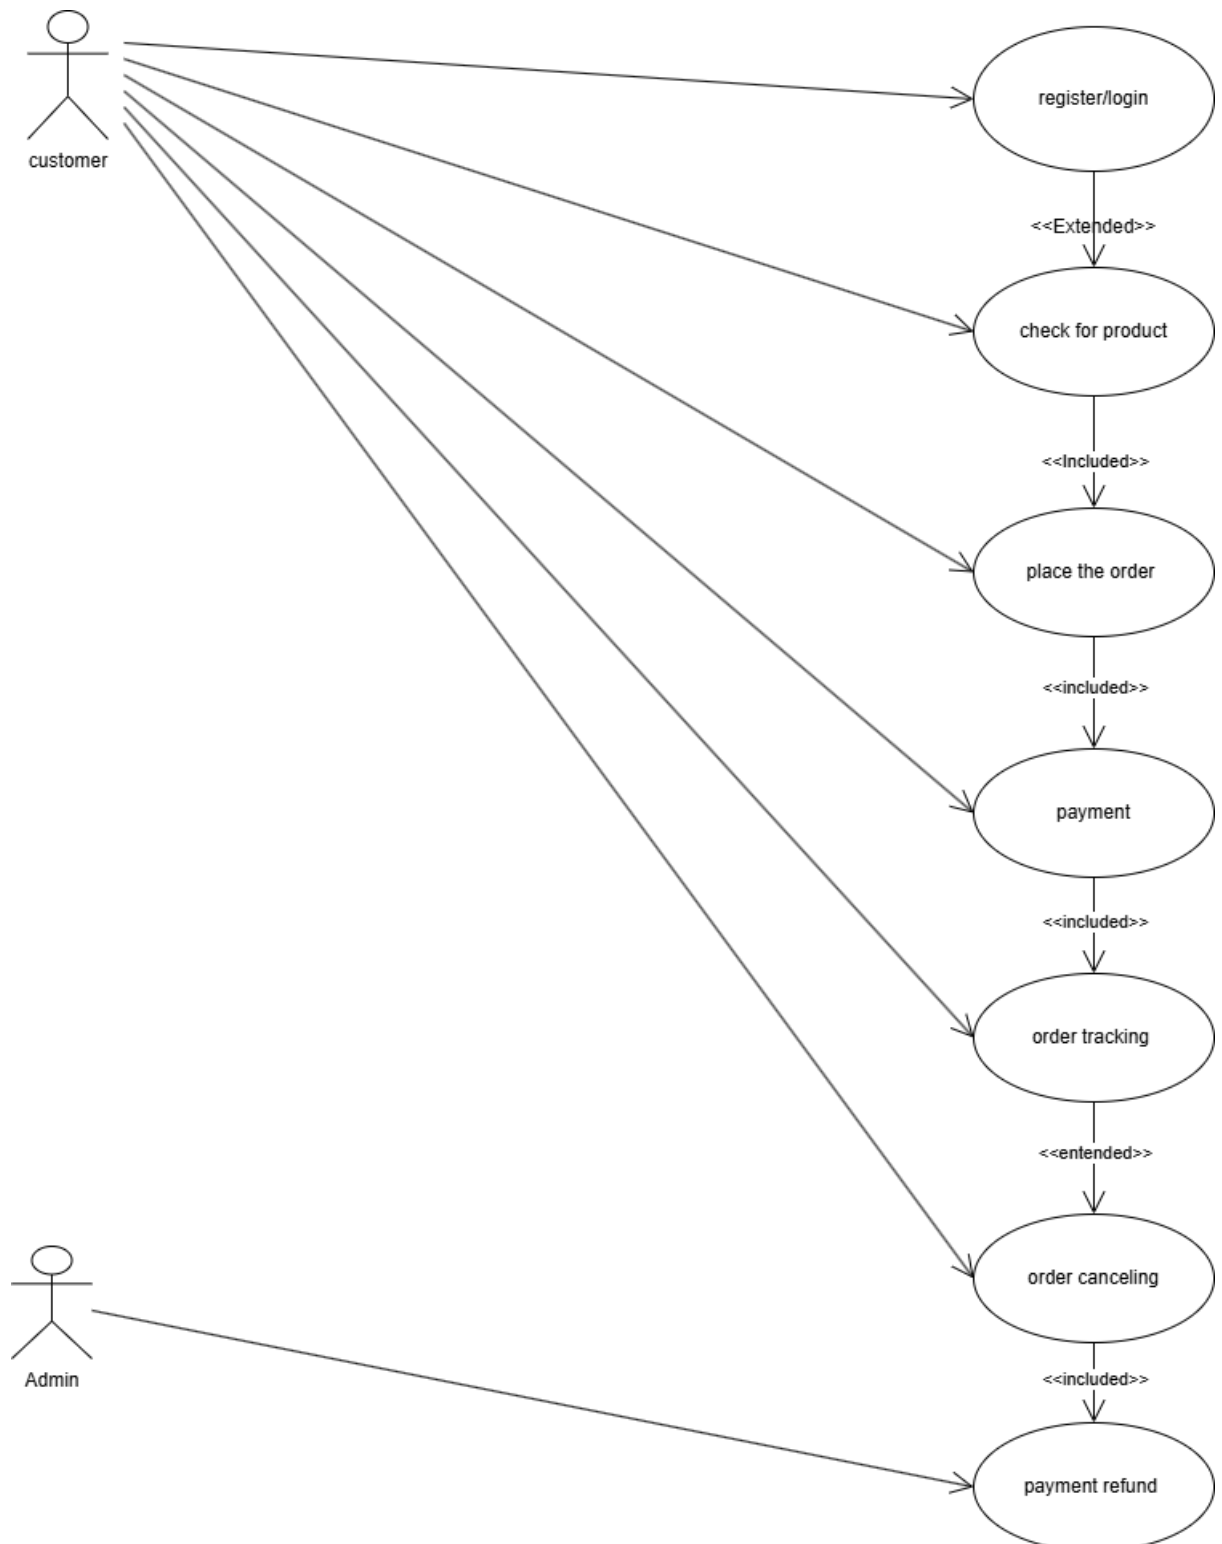 register/login
customer
<<Extended>>
check for product
<<Included>>
place the order
<<included>>
payment
<<included>>
order tracking
<<entended>>
order canceling
Admin
<<included>>
payment refund